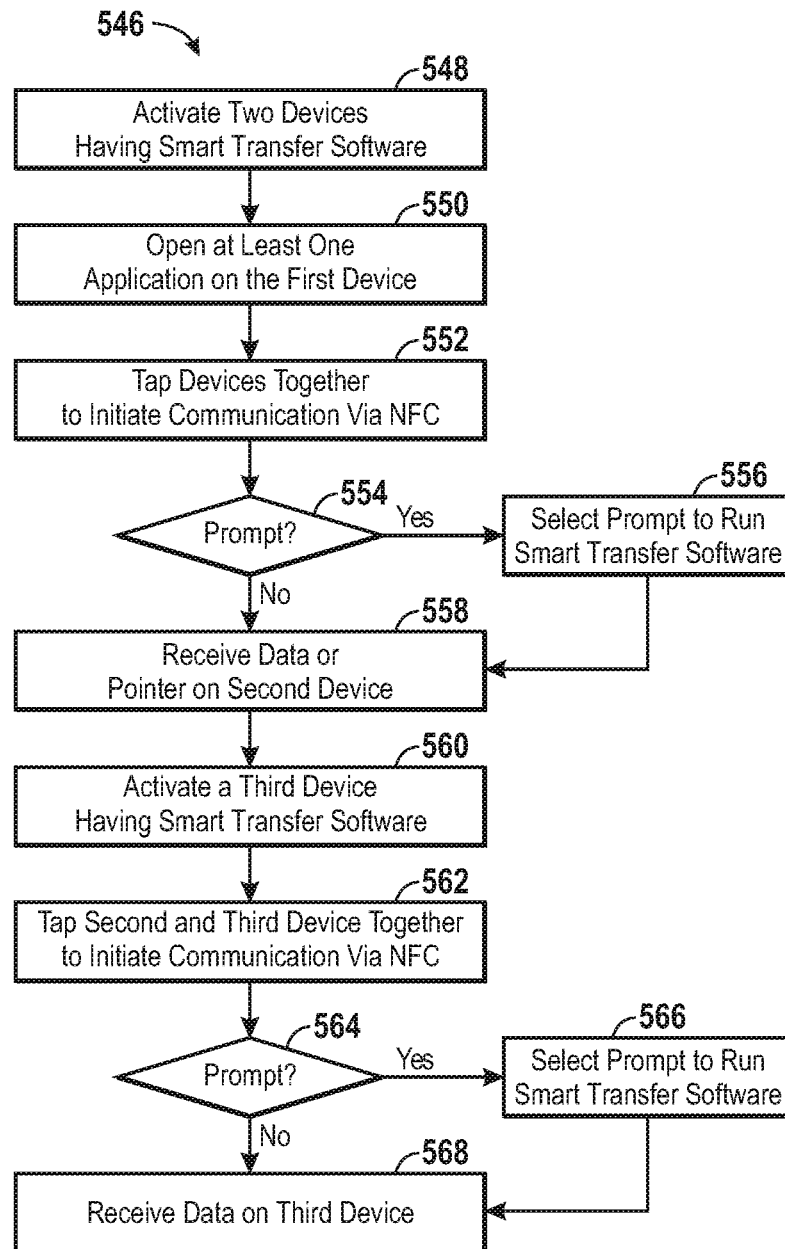 546
548
Activate Two Devices
Having Smart Transfer Software
550
Open at Least One
Application on the First Device
552
Tap Devices Together
to Initiate Communication Via NFC
554
Prompt?
Yes
556
Select Prompt to Run
Smart Transfer Software
No
558
Receive Data or
Pointer on Second Device
560
Activate a Third Device
Having Smart Transfer Software
562
Tap Second and Third Device Together
to Initiate Communication Via NFC
564
Prompt?
Yes
566
Select Prompt to Run
Smart Transfer Software
No
568
Receive Data on Third Device